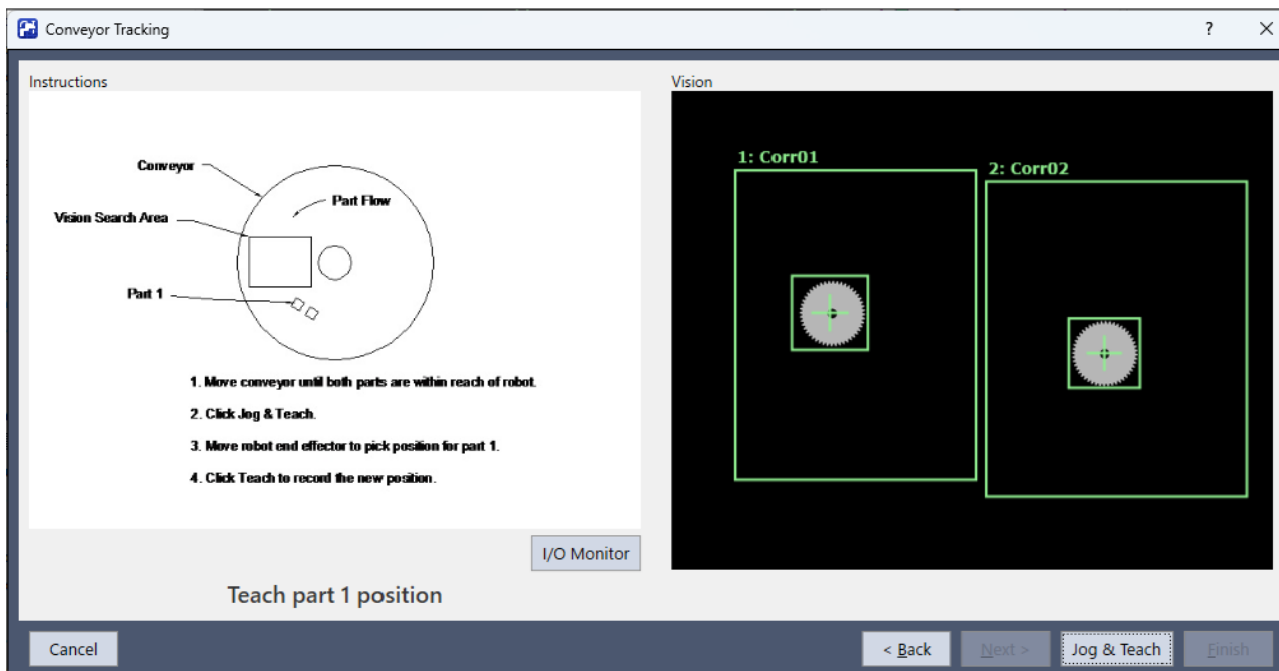 Conveyor Tracking
?
Instructions
Vision
Conveyor
Part Flow
Vision Search Area
Part 1
1. Move conveyor until both parts are within reach of robot.
2. Click Jog & Teach.
3. Move robot end effector to pick position for part 1.
4. Click Teach to record the new position.
1: Corr01
2: Corr02
I/O Monitor
Teach part 1 position
Cancel
< Back
Next >
Jog & Teach
Finish